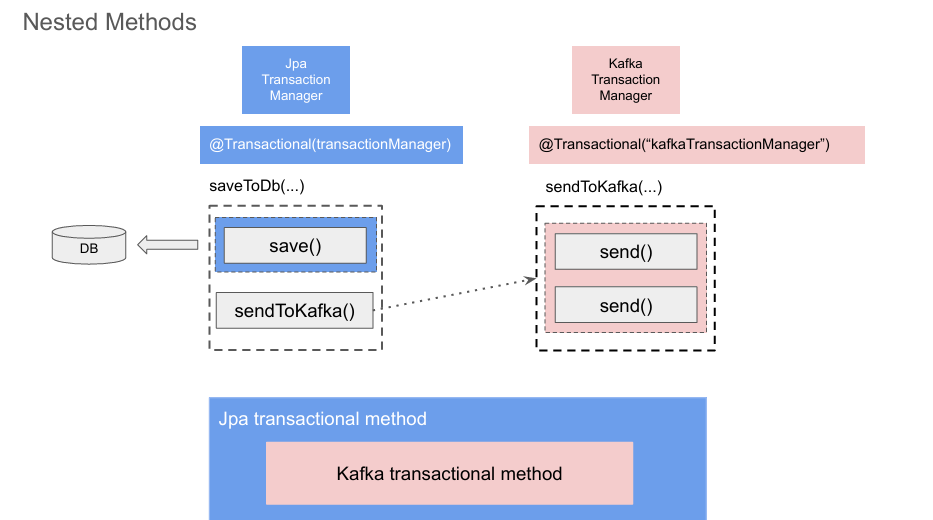 Nested Methods
Jpa
Transaction
Manager
Kafka
Transaction
Manager
@Transactional(transactionManager)
@Transactional(“kafkaTransactionManager”)
saveToDb(...)
sendToKafka(...)
save()
send()
DB
sendToKafka()
send()
Jpa transactional method
Kafka transactional method